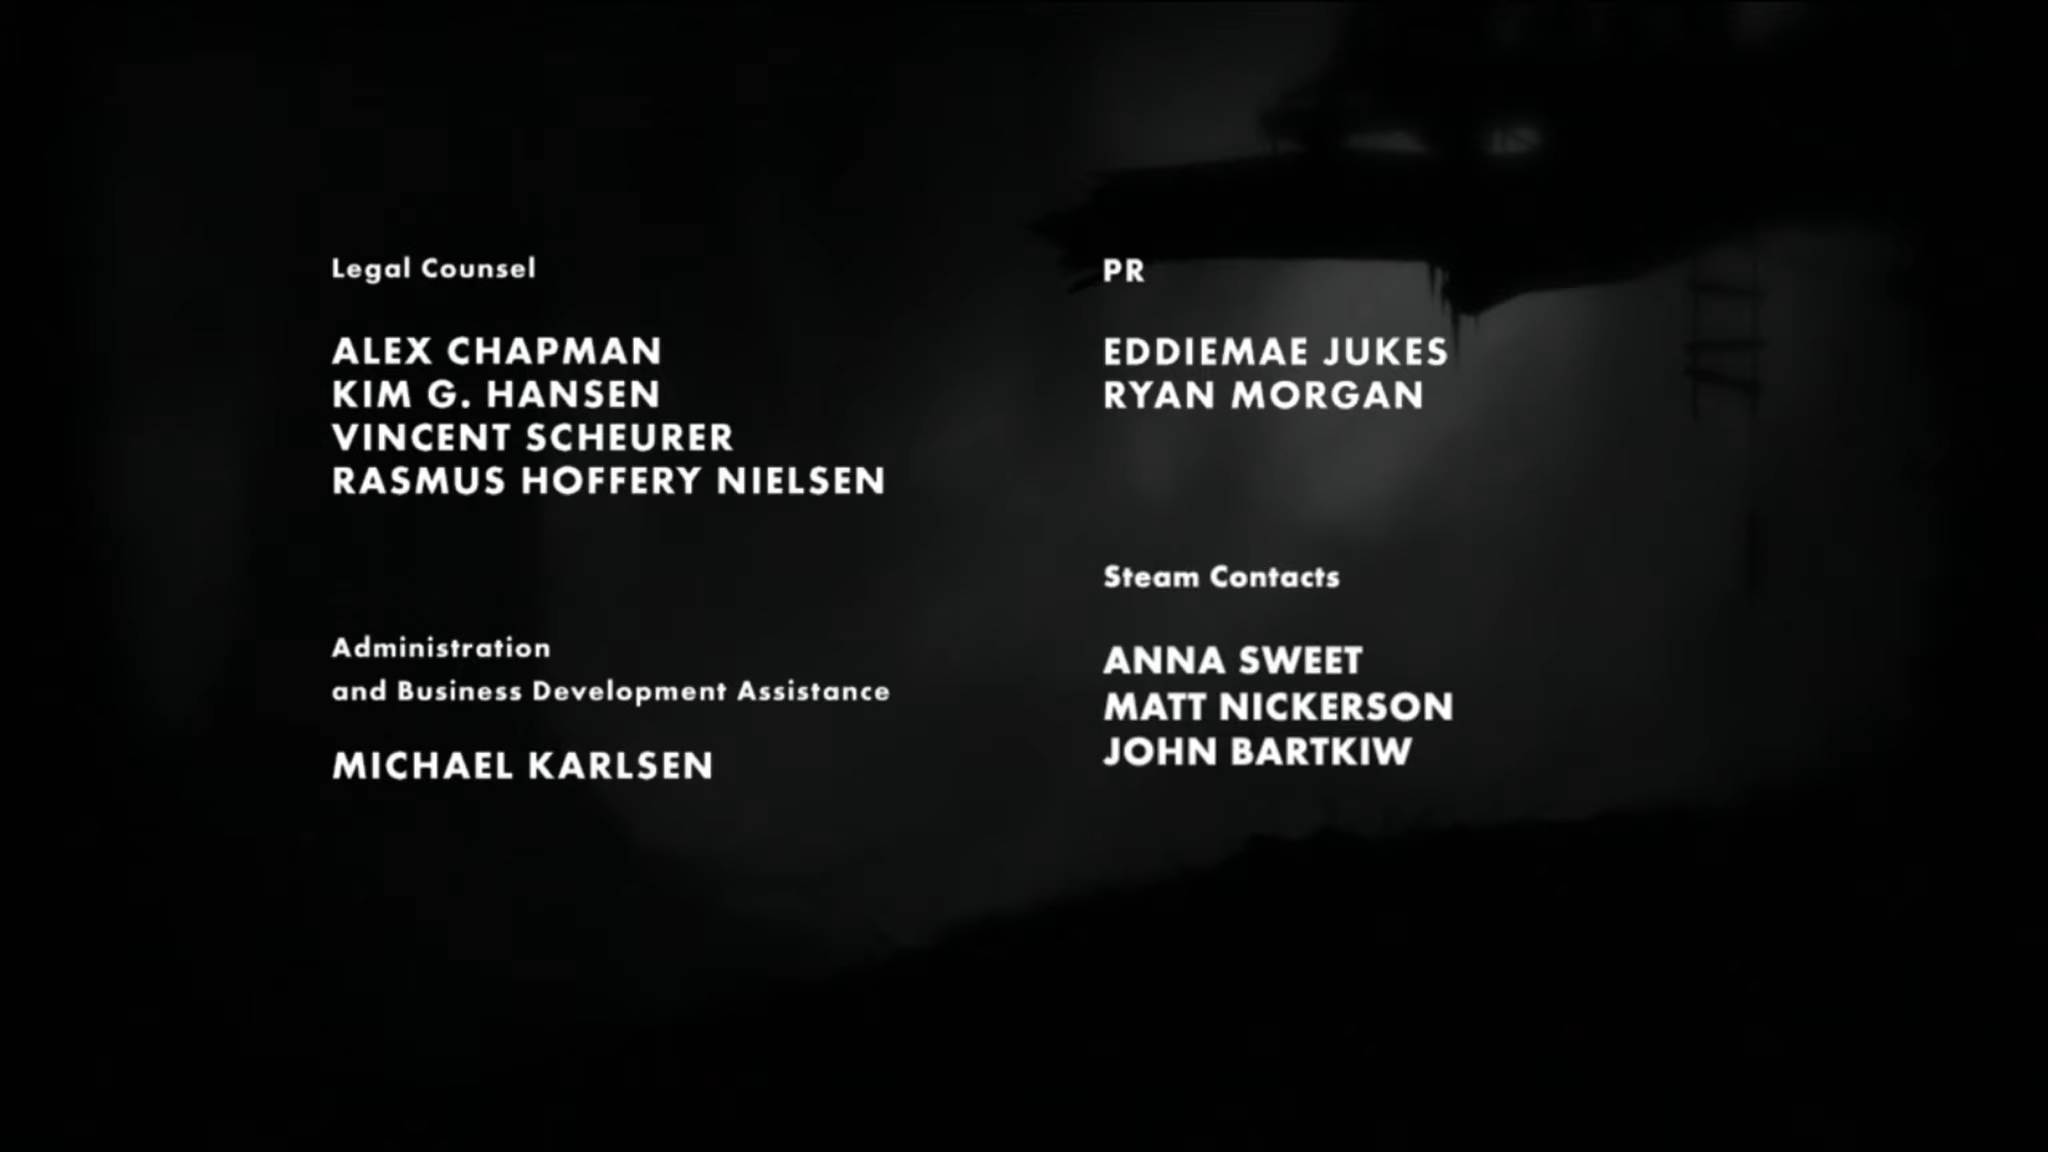 Legal Counsel
ALEX CHAPMAN
KIM G. HANSEN
VINCENT SCHEURER
RASMUS HOFFERY NIELSEN
Administration
and Business Development Assistance
MICHAEL KARLSEN
PR
EDDIEMAE JUKES
RYAN MORGAN
Steam Contacts
ANNA SWEET
MATT NICKERSON
JOHN BARTKIW